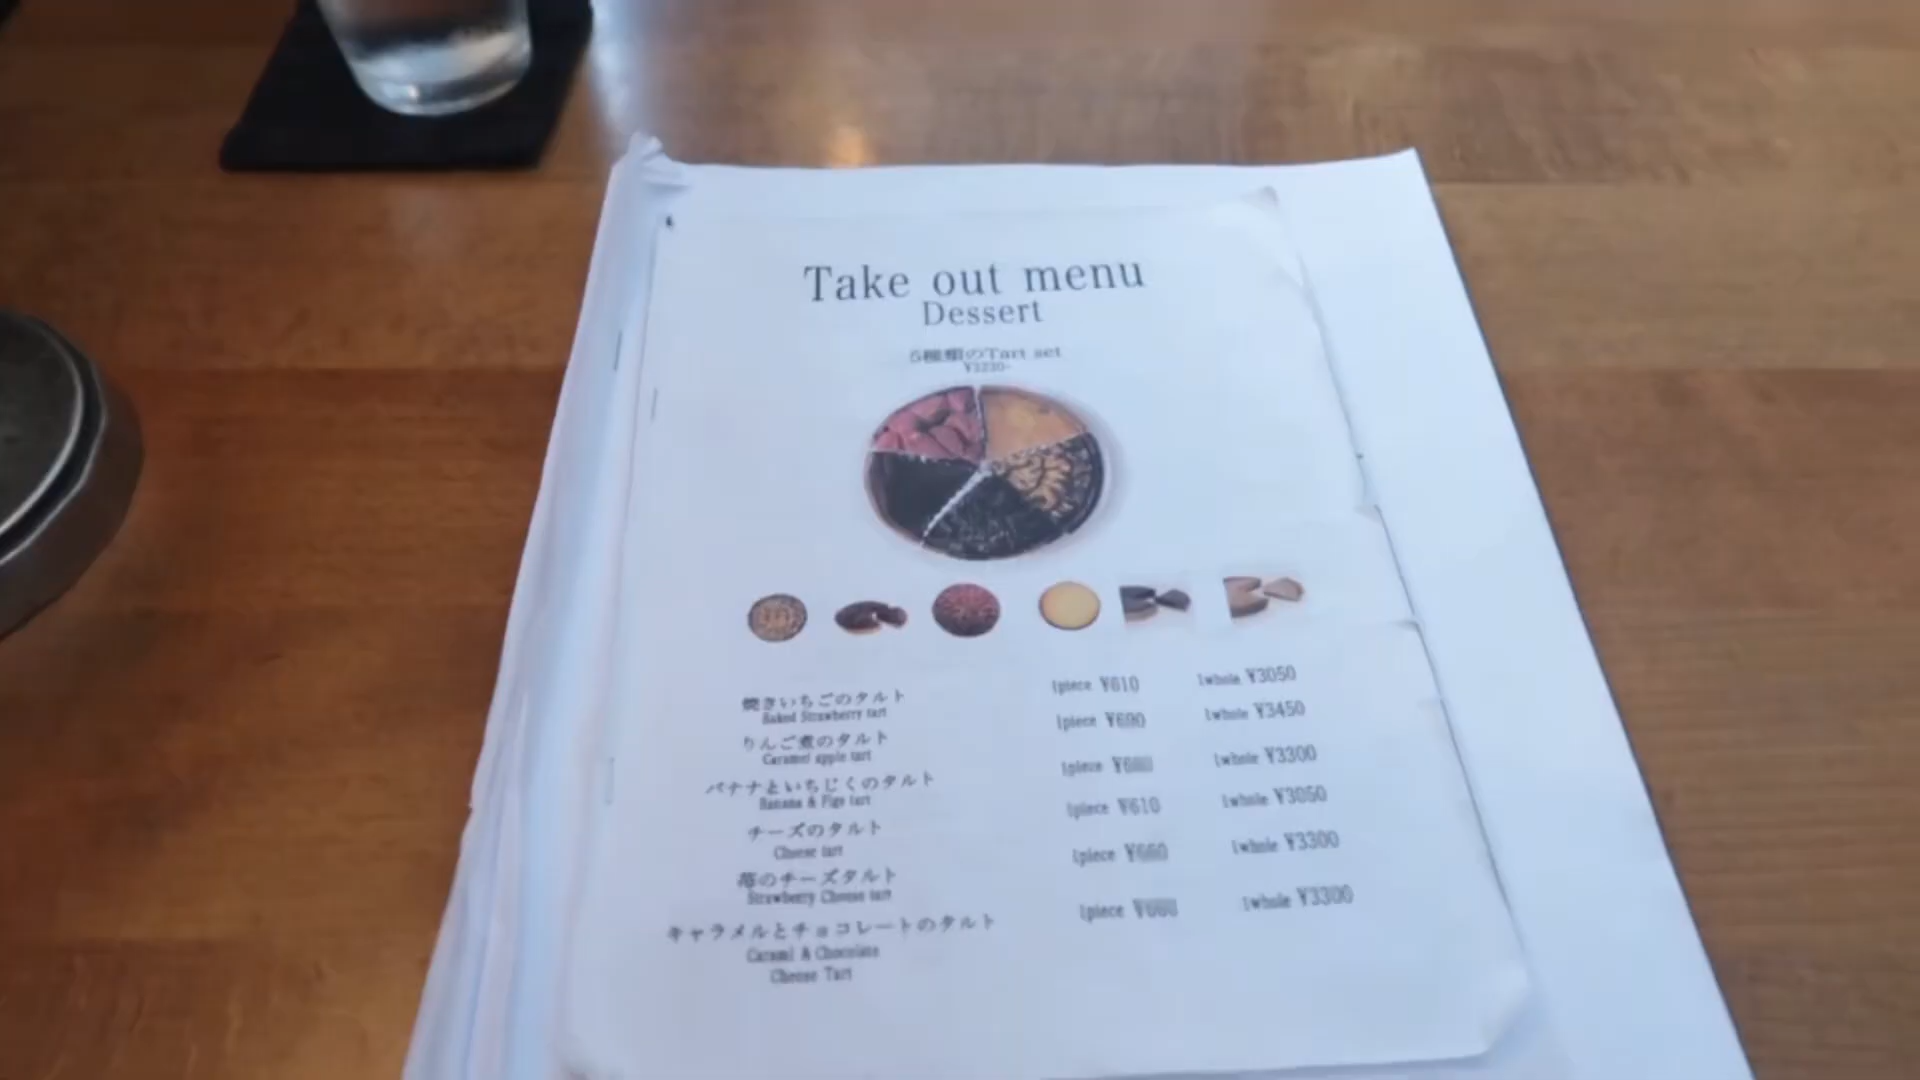 Take out menu
Dessert
5種類のTart set
¥3230-
焼きいちごのタルト 1piece ¥610 1whole ¥3050
Baked Strawberry tart
りんご煮のタルト 1piece ¥690 1whole ¥3450
Caramel apple tart
バナナといちじくのタルト 1piece 1whole ¥3300
Banana & Figs tart
チーズのタルト 1piece ¥610 1whole ¥3050
Cheese tart
苺のチーズタルト 1piece ¥660 1whole ¥3300
Strawberry Cheese tart
キャラメルとチョコレートのタルト 1piece 1whole ¥3300
Caraml & Chocolate
Cheese Tart